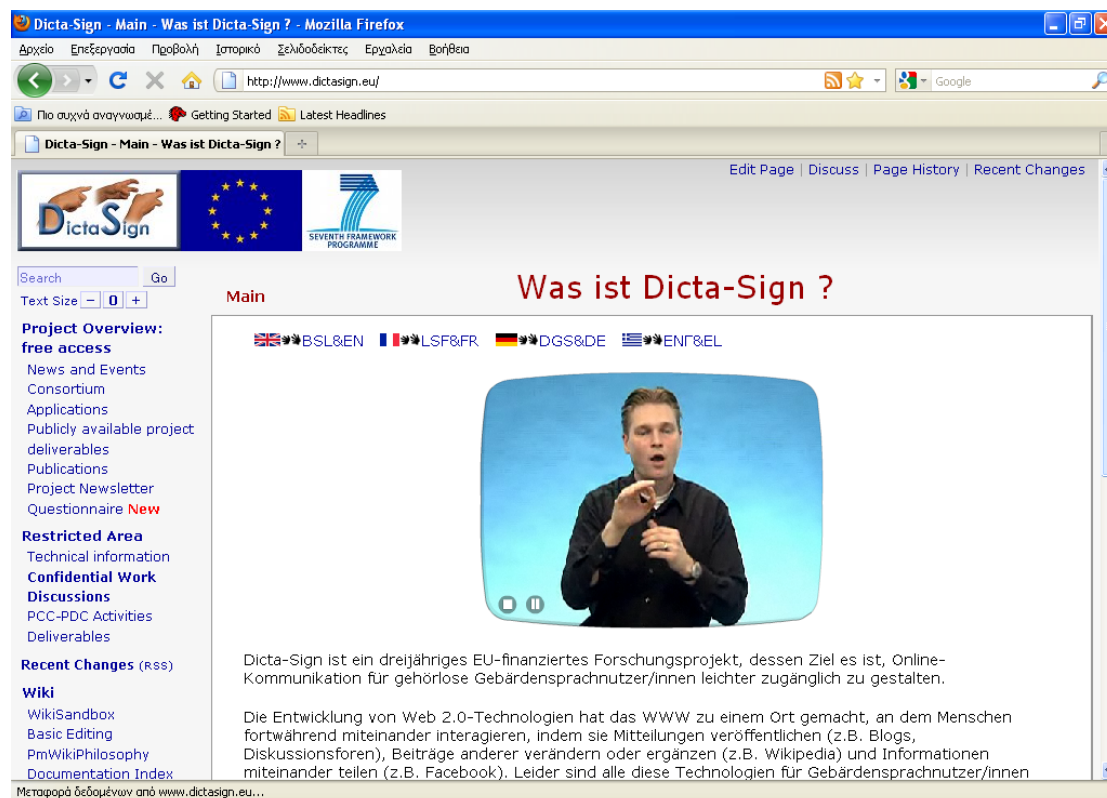 Dicta-Sign - Main - Was ist Dicta-Sign ? - Mozilla Firefox
Αρχείο Επεξεργασία Προβολή Ιστορικό Σελιδοδείκτες Εργαλεία Βοήθεια
http://www.dictasign.eu/ Google
Πιο συχνά αναγνωσμέ... Getting Started Latest Headlines
Dicta-Sign - Main - Was ist Dicta-Sign ?
Edit Page | Discuss | Page History | Recent Changes
DictaSign
SEVENTH FRAMEWORK
PROGRAMME
Search Go
Text Size - 0 +
Main
Was ist Dicta-Sign ?
BSL&EN LSF&FR DGS&DE ΕΝΓ&EL
Project Overview:
free access
News and Events
Consortium
Applications
Publicly available project
deliverables
Publications
Project Newsletter
Questionnaire New
Restricted Area
Technical information
Confidential Work
Discussions
PCC-PDC Activities
Deliverables
Recent Changes (RSS)
Wiki
WikiSandbox
Basic Editing
PmWikiPhilosophy
Documentation Index
Dicta-Sign ist ein dreijähriges EU-finanziertes Forschungsprojekt, dessen Ziel es ist, Online-
Kommunikation für gehörlose Gebärdensprachnutzer/innen leichter zugänglich zu gestalten.
Die Entwicklung von Web 2.0-Technologien hat das WWW zu einem Ort gemacht, an dem Menschen
fortwährend miteinander interagieren, indem sie Mitteilungen veröffentlichen (z.B. Blogs,
Diskussionsforen), Beiträge anderer verändern oder ergänzen (z.B. Wikipedia) und Informationen
miteinander teilen (z.B. Facebook). Leider sind alle diese Technologien für Gebärdensprachnutzer/innen
Μεταφορά δεδομένων από www.dictasign.eu...